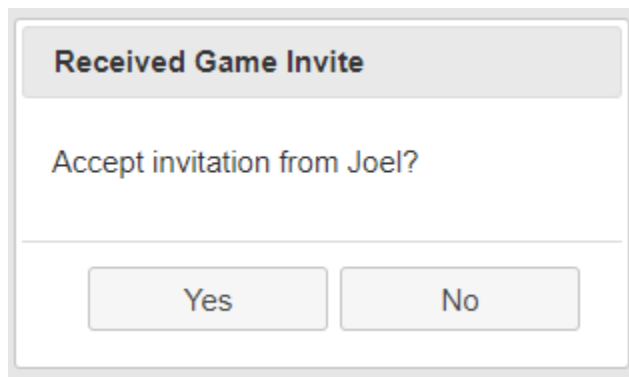 Received Game Invite
Accept invitation from Joel?
Yes No